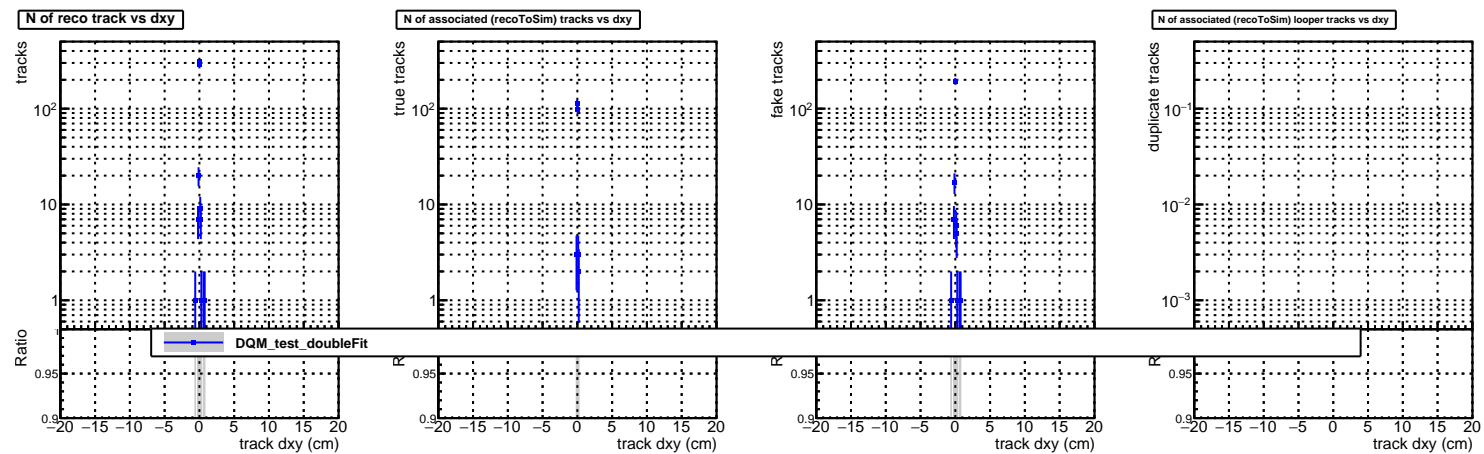 N of reco track vs dxy
N of associated (recoToSim) tracks vs dxy
N of associated (recoToSim) looper tracks vs dxy
tracks
10²
10
1
Ratio
0.95
0.9
−20 −15 −10 −5 0 5 10 15 20
track dxy (cm)
true tracks
10²
10
1
0.95
0.9
−20 −15 −10 −5 0 5 10 15 20
track dxy (cm)
fake tracks
10²
10
1
0.95
0.9
−20 −15 −10 −5 0 5 10 15 20
track dxy (cm)
duplicate tracks
10⁻¹
10⁻²
10⁻³
0.95
0.9
−20 −15 −10 −5 0 5 10 15 20
track dxy (cm)
DQM_test_doubleFit